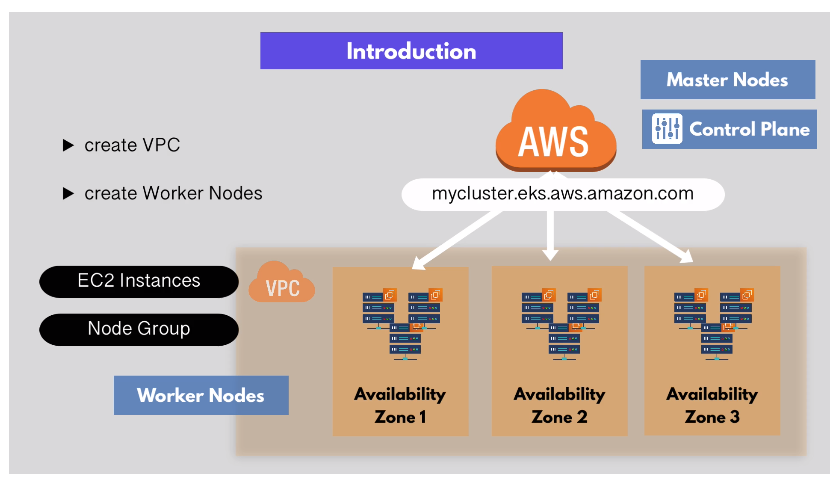 Introduction
Master Nodes
Control Plane
AWS
create VPC
create Worker Nodes
mycluster.eks.aws.amazon.com
EC2 Instances
Node Group
VPC
Worker Nodes
Availability
Zone 1
Availability
Zone 2
Availability
Zone 3